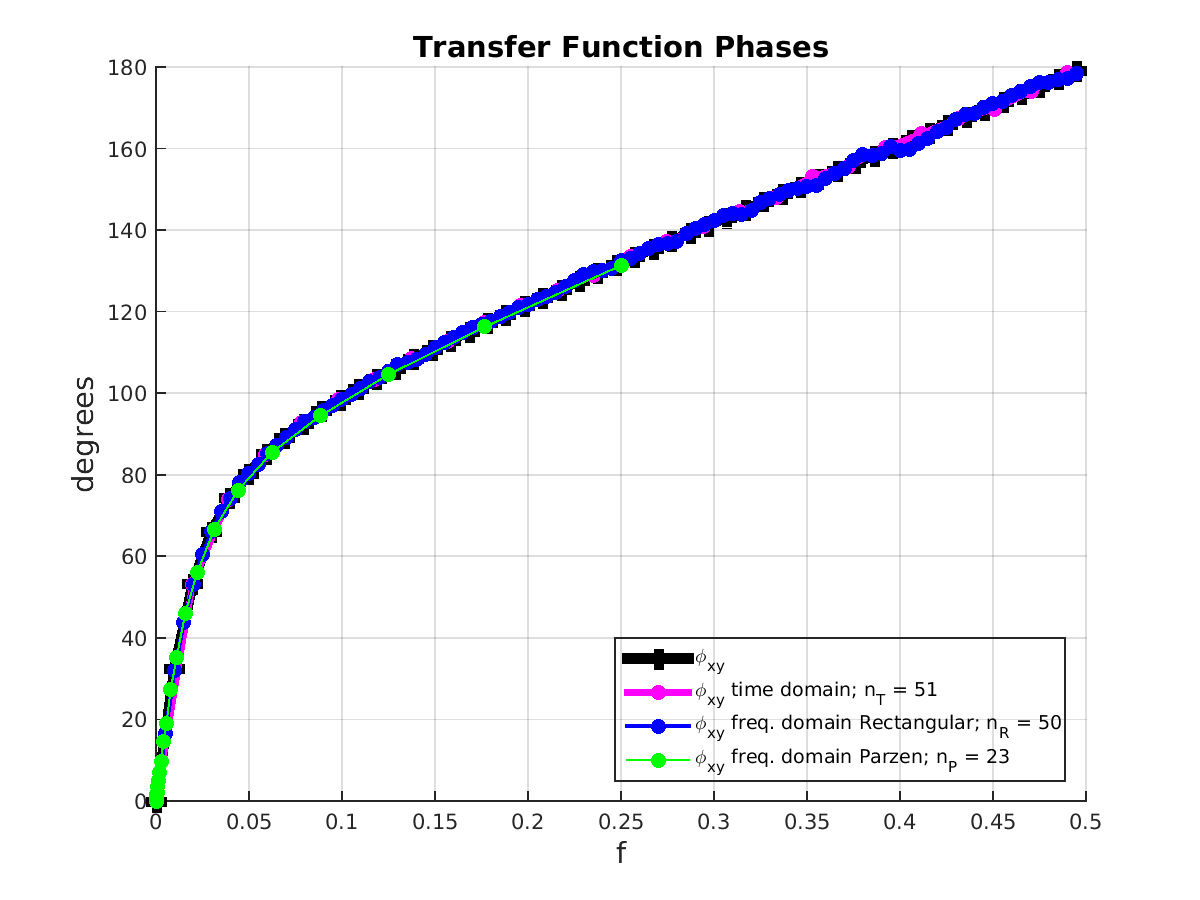 Transfer Function Phases
degrees
180
160
140
120
100
80
60
40
20
0
0 0.05 0.1 0.15 0.2 0.25 0.3 0.35 0.4 0.45 0.5
f
ϕxy
ϕxy time domain; nT = 51
ϕxy freq. domain Rectangular; nR = 50
ϕxy freq. domain Parzen; nP = 23